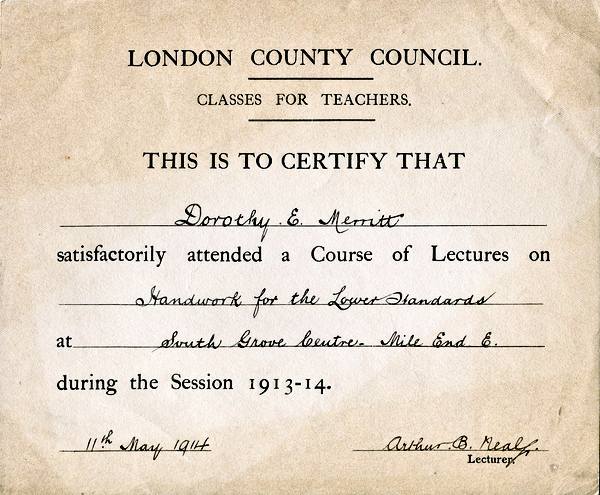 LONDON COUNTY COUNCIL.
CLASSES FOR TEACHERS.
THIS IS TO CERTIFY THAT
Dorothy. E. Merritt
satisfactorily attended a Course of Lectures on
Handwork for the Lower Standards
at South Grove Centre - Mile End E.
during the Session 1913-14.
11th May 1914 Arthur. B. Neal.
Lecturer.